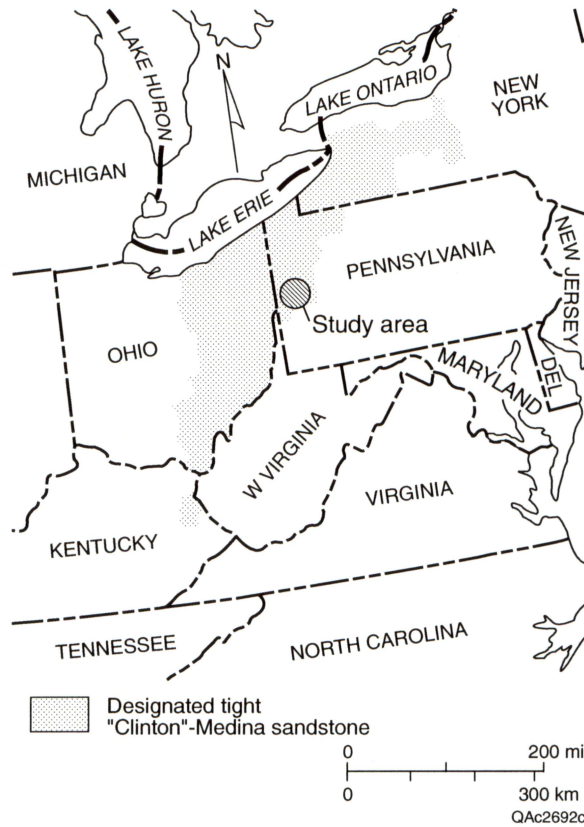 LAKE HURON
N
LAKE ONTARIO
NEW
YORK
MICHIGAN
LAKE ERIE
PENNSYLVANIA
NEW JERSEY
Study area
OHIO
MARYLAND
DEL
W VIRGINIA
VIRGINIA
KENTUCKY
TENNESSEE
NORTH CAROLINA
Designated tight
"Clinton"-Medina sandstone
0 200 mi
0 300 km
QAc2692c